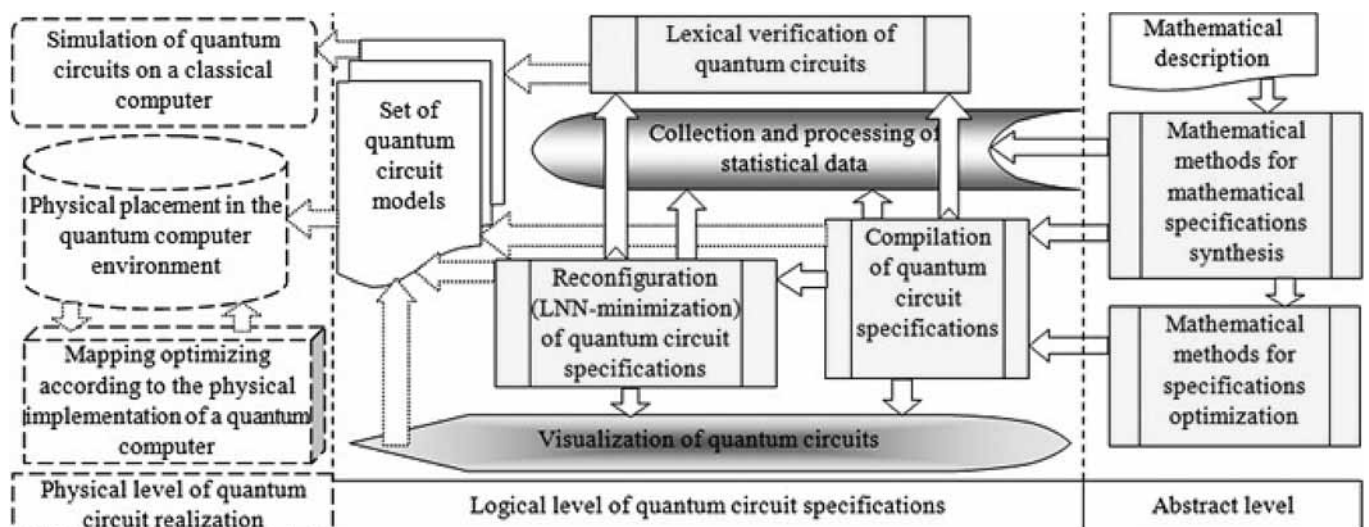 Simulation of quantum
circuits on a classical
computer
Physical placement in the
quantum computer
environment
Mapping optimizing
according to the physical
implementation of a quantum
computer
Physical level of quantum
circuit realization
Set of
quantum
circuit
models
Lexical verification of
quantum circuits
Collection and processing of
statistical data
Compilation
of quantum
circuit
specifications
Reconfiguration
(LNN-minimization)
of quantum circuit
specifications
Visualization of quantum circuits
Logical level of quantum circuit specifications
Mathematical
description
Mathematical
methods for
mathematical
specifications
synthesis
Mathematical
methods for
specifications
optimization
Abstract level